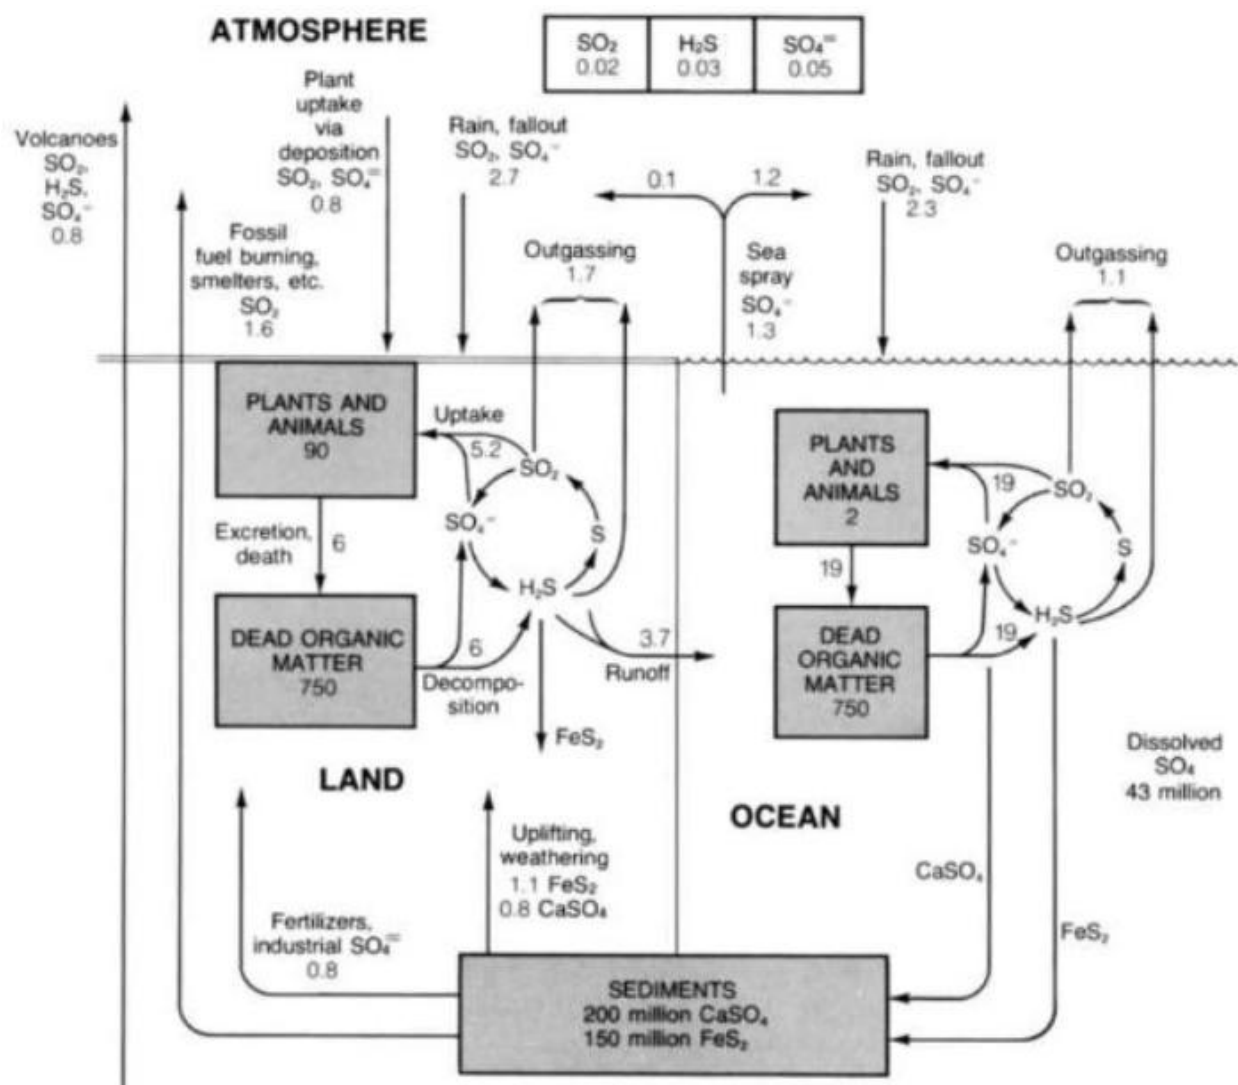 ATMOSPHERE
SO₂
0.02
H₂S
0.03
SO₄⁼
0.05
Volcanoes
SO₂,
H₂S,
SO₄⁻
0.8
Plant
uptake
via
deposition
SO₂, SO₄⁼
0.8
Rain, fallout
SO₂, SO₄⁻
2.7
0.1
1.2
Rain, fallout
SO₂, SO₄⁻
2.3
Fossil
fuel burning,
smelters, etc.
SO₂
1.6
Outgassing
1.7
Sea
spray
SO₄⁻
1.3
Outgassing
1.1
PLANTS AND
ANIMALS
90
Uptake
5.2
SO₂
SO₄⁻
S
H₂S
Excretion,
death
6
DEAD ORGANIC
MATTER
750
6
Decompo-
sition
3.7
Runoff
FeS₂
PLANTS
AND
ANIMALS
2
19
SO₂
SO₄⁻
S
H₂S
19
DEAD
ORGANIC
MATTER
750
19
Dissolved
SO₄
43 million
LAND
OCEAN
Uplifting,
weathering
1.1 FeS₂
0.8 CaSO₄
Fertilizers,
industrial SO₄⁼
0.8
CaSO₄
FeS₂
SEDIMENTS
200 million CaSO₄
150 million FeS₂